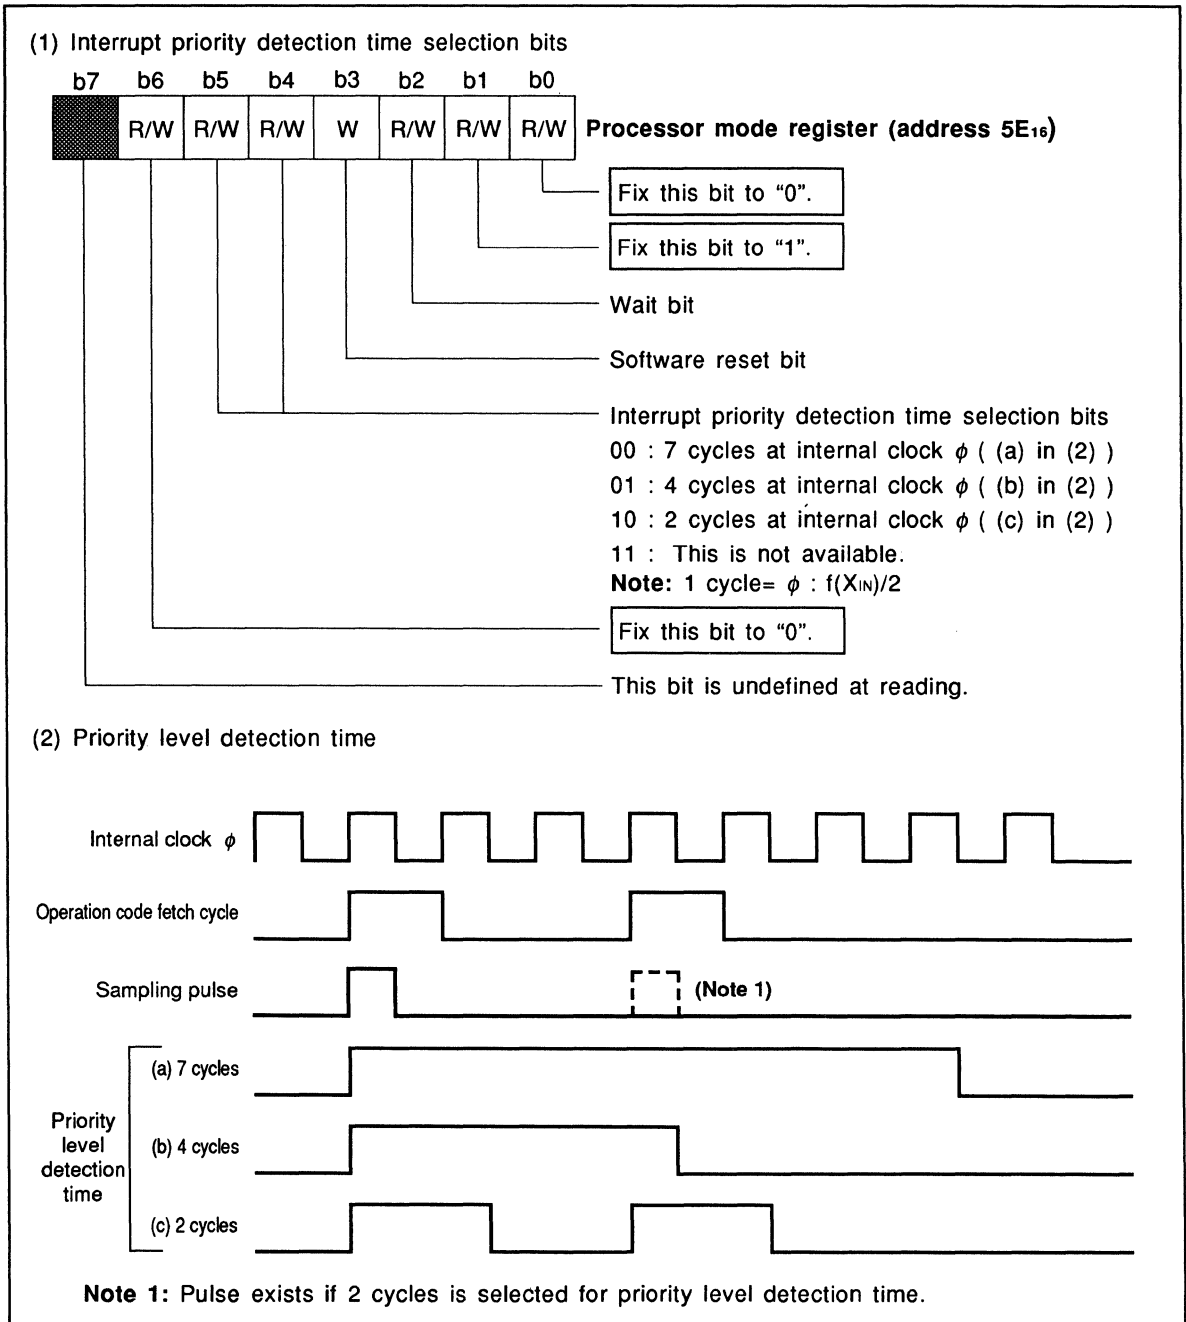 (1) Interrupt priority detection time selection bits
b7 b6 b5 b4 b3 b2 b1 b0
R/W R/W R/W W R/W R/W R/W Processor mode register (address 5E₁₆)
Fix this bit to “0”.
Fix this bit to “1”.
Wait bit
Software reset bit
Interrupt priority detection time selection bits
00 : 7 cycles at internal clock ϕ ( (a) in (2) )
01 : 4 cycles at internal clock ϕ ( (b) in (2) )
10 : 2 cycles at internal clock ϕ ( (c) in (2) )
11 : This is not available.
Note: 1 cycle= ϕ : f(XIN)/2
Fix this bit to “0”.
This bit is undefined at reading.
(2) Priority level detection time
Internal clock ϕ
Operation code fetch cycle
Sampling pulse
(Note 1)
Priority
level
detection
time
(a) 7 cycles
(b) 4 cycles
(c) 2 cycles
Note 1: Pulse exists if 2 cycles is selected for priority level detection time.